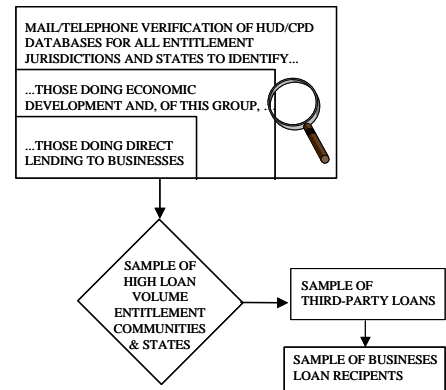 MAIL/TELEPHONE VERIFICATION OF HUD/CPD
DATABASES FOR ALL ENTITLEMENT
JURISDICTIONS AND STATES TO IDENTIFY...
...THOSE DOING ECONOMIC
DEVELOPMENT AND, OF THIS GROUP, ...
...THOSE DOING DIRECT
LENDING TO BUSINESSES
SAMPLE OF
HIGH LOAN
VOLUME
ENTITLEMENT
COMMUNITIES
& STATES
SAMPLE OF
THIRD-PARTY LOANS
SAMPLE OF BUSINESES
LOAN RECIPENTS